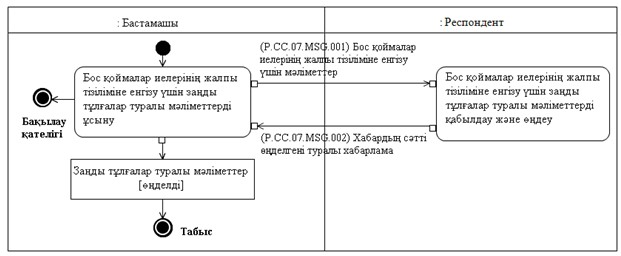 : Бастамашы
: Респондент
(P.CC.07.MSG.001) Бос қоймалар
иелерінің жалпы тізіліміне енгізу
үшін мәліметтер
Бос қоймалар иелерінің жалпы
тізіліміне енгізу үшін заңды
тұлғалар туралы мәліметтерді
ұсыну
Бос қоймалар иелерінің жалпы
тізіліміне енгізу үшін заңды
тұлғалар туралы мәліметтерді
қабылдау және өңдеу
Бақылау
қателігі
(P.CC.07.MSG.002) Хабардың сәтті
өңделгені туралы хабарлама
Заңды тұлғалар туралы мәліметтер
[өңделді]
Табыс